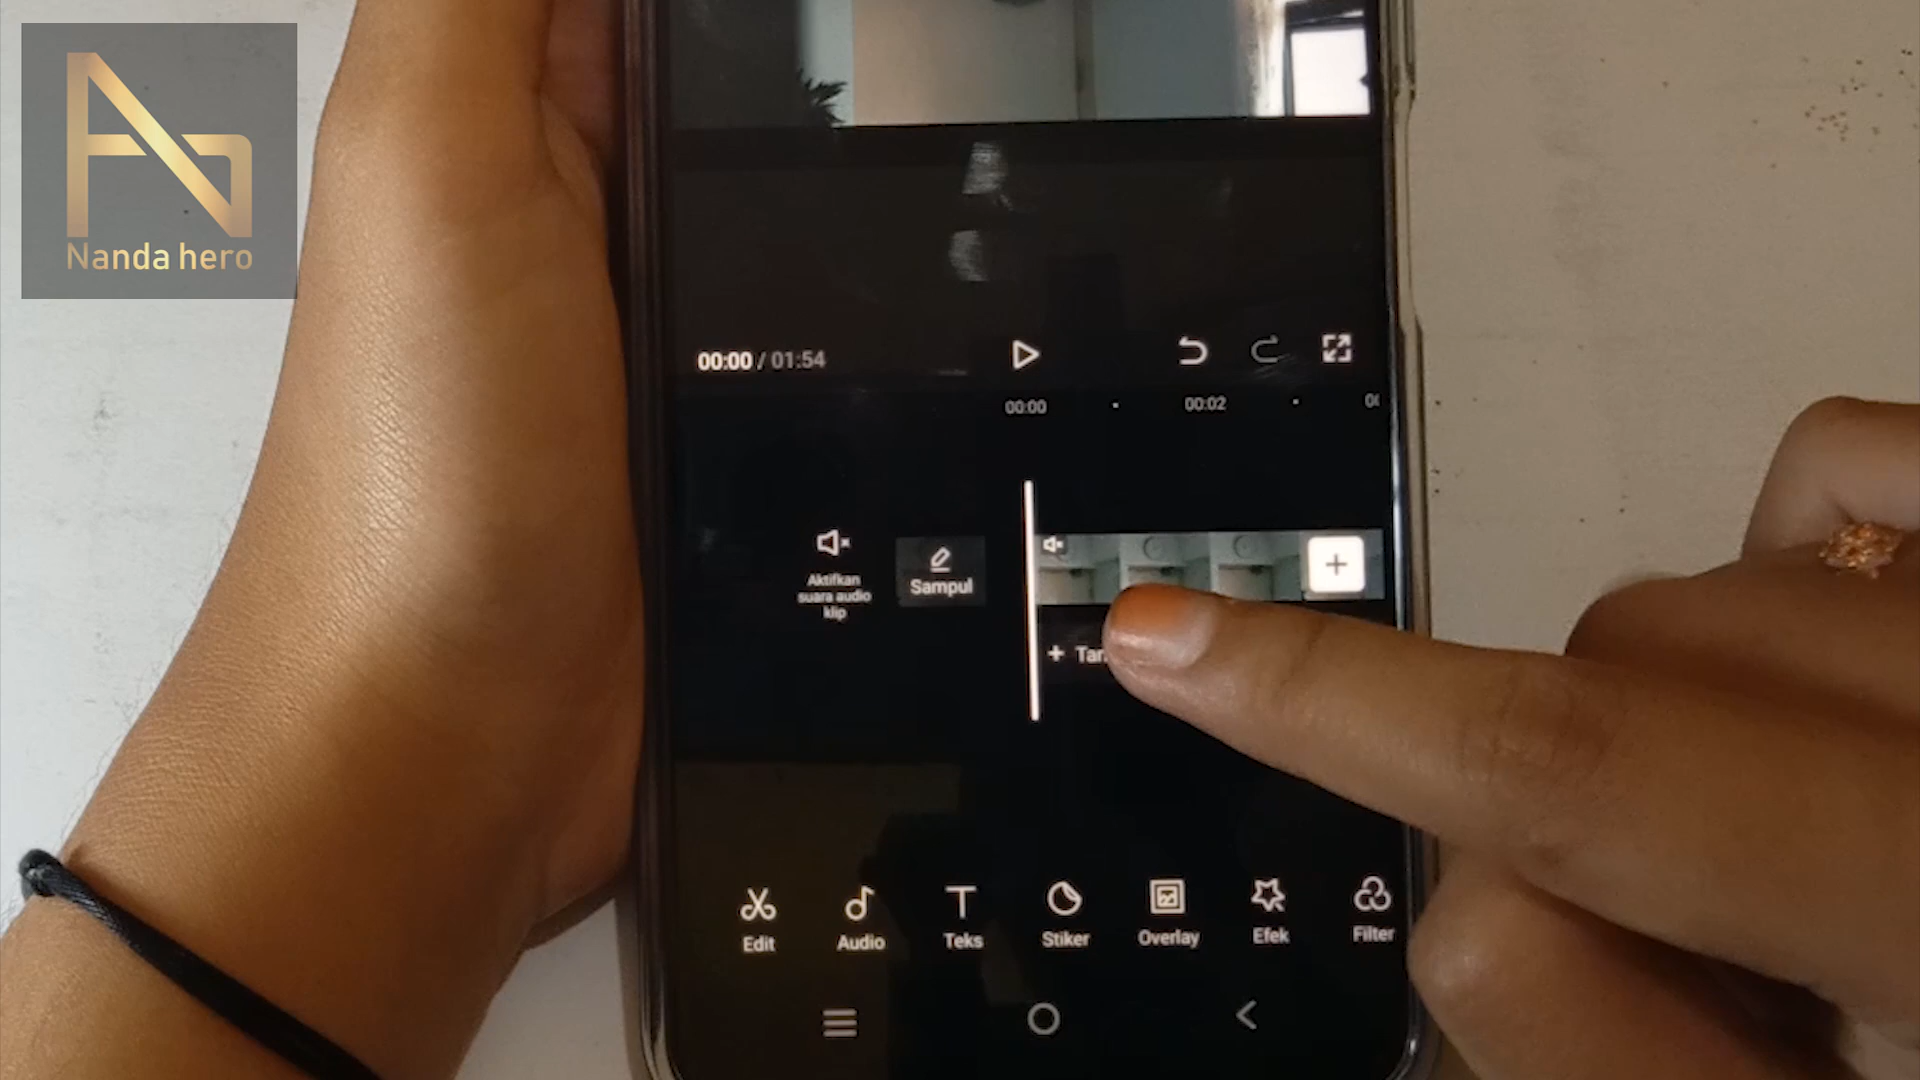 Nanda hero
00:00 / 01:54
00:00
00:02
Aktifkan
suara audio
klip
Sampul
Edit
Audio
Teks
Stiker
Overlay
Efek
Filter